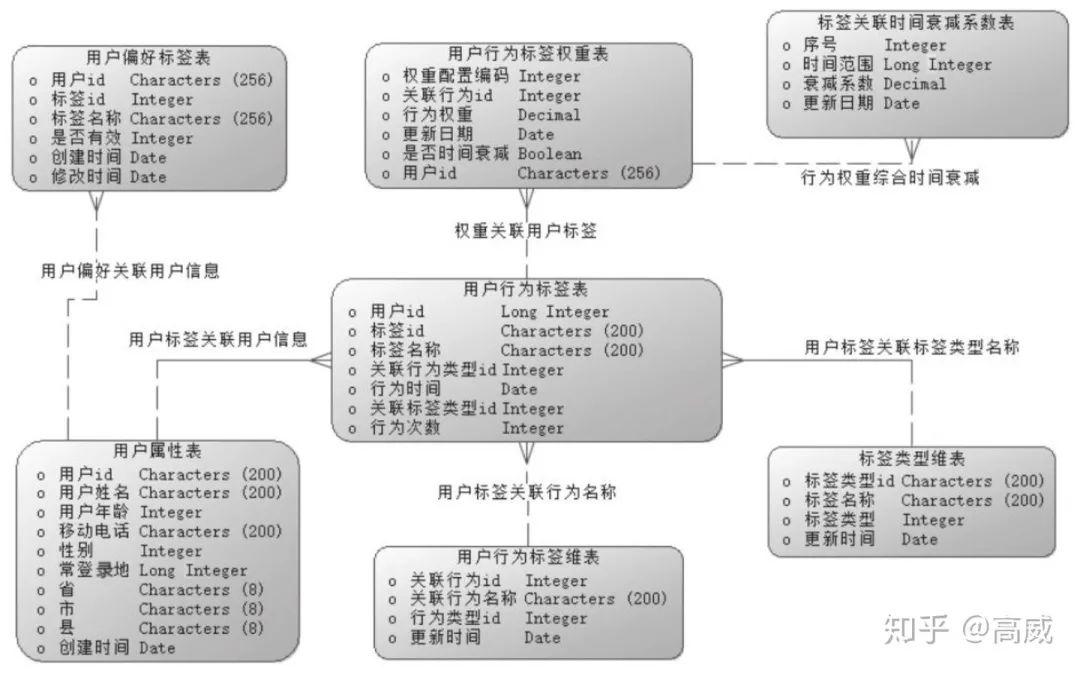 用户偏好标签表
用户id Characters (256)
标签id Integer
标签名称 Characters (256)
是否有效 Integer
创建时间 Date
修改时间 Date
用户行为标签权重表
权重配置编码 Integer
关联行为id Integer
行为权重 Decimal
更新日期 Date
是否时间衰减 Boolean
用户id Characters (256)
标签关联时间衰减系数表
序号 Integer
时间范围 Long Integer
衰减系数 Decimal
更新日期 Date
行为权重综合时间衰减
权重关联用户标签
用户偏好关联用户信息
用户行为标签表
用户id Long Integer
标签id Characters (200)
标签名称 Characters (200)
关联行为类型id Integer
行为时间 Date
关联标签类型id Integer
行为次数 Integer
用户标签关联用户信息
用户标签关联标签类型名称
用户属性表
用户id Characters (200)
用户姓名 Characters (200)
用户年龄 Integer
移动电话 Characters (200)
性别 Integer
常登录地 Long Integer
省 Characters (8)
市 Characters (8)
县 Characters (8)
创建时间 Date
用户标签关联行为名称
用户行为标签维表
关联行为id Integer
关联行为名称 Characters (200)
行为类型id Integer
更新时间 Date
标签类型维表
标签类型id Characters (200)
标签名称 Characters (200)
标签类型 Integer
更新时间 Date
知乎 @高威